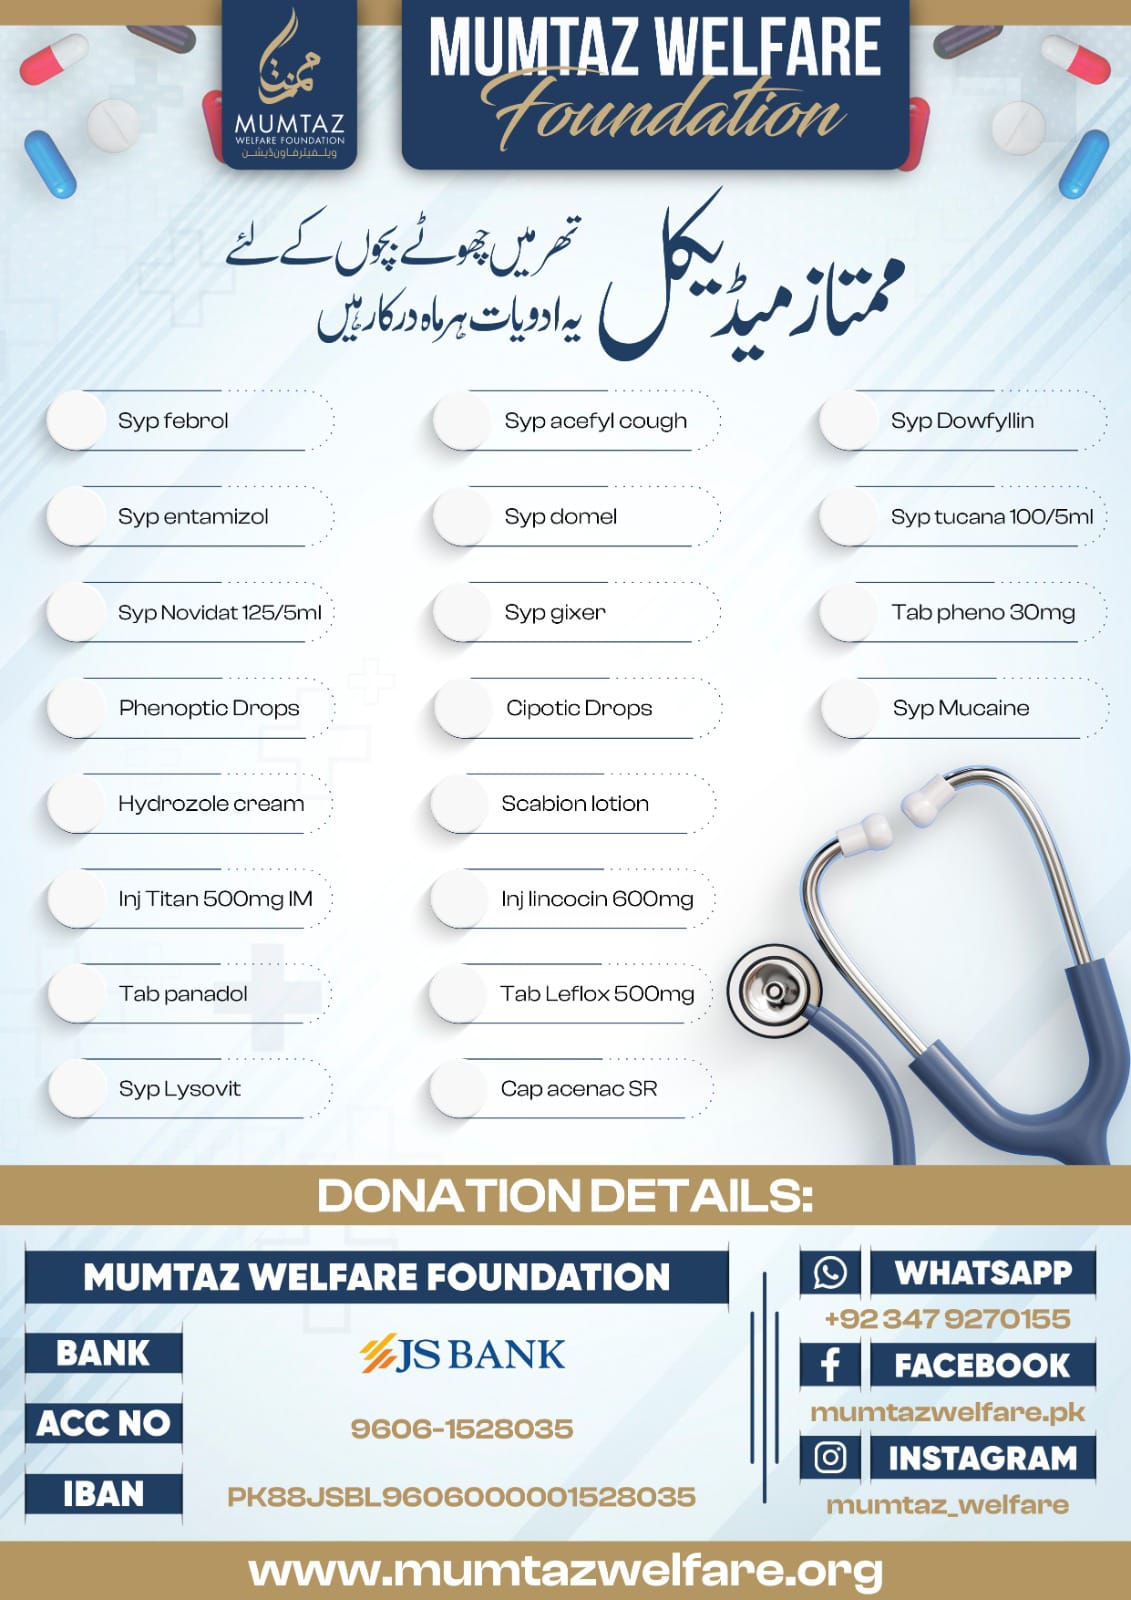 ممتاز
MUMTAZ
WELFARE FOUNDATION
ویلفیئر فاونڈیشن
MUMTAZ WELFARE
Foundation
ممتاز میڈیکل
تھر میں چھوٹے بچوں کے لئے
یہ ادویات ہر ماہ درکار ہیں
Syp febrol
Syp acefyl cough
Syp Dowfyllin
Syp entamizol
Syp domel
Syp tucana 100/5ml
Syp Novidat 125/5ml
Syp gixer
Tab pheno 30mg
Phenoptic Drops
Cipotic Drops
Syp Mucaine
Hydrozole cream
Scabion lotion
Inj Titan 500mg IM
Inj lincocin 600mg
Tab panadol
Tab Leflox 500mg
Syp Lysovit
Cap acenac SR
DONATION DETAILS:
MUMTAZ WELFARE FOUNDATION
BANK
JS BANK
ACC NO
9606-1528035
IBAN
PK88JSBL9606000001528035
WHATSAPP
+92 347 9270155
FACEBOOK
mumtazwelfare.pk
INSTAGRAM
mumtaz_welfare
www.mumtazwelfare.org